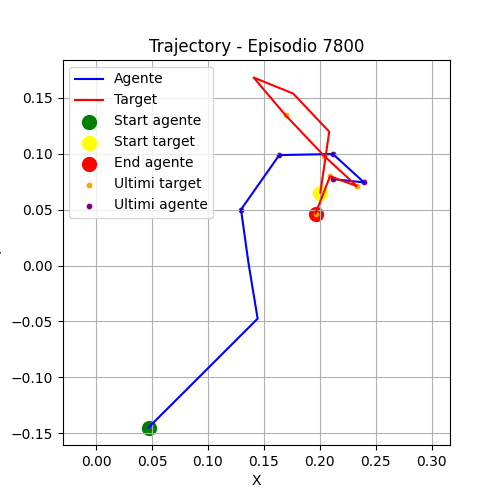 Trajectory - Episodio 7800
Agente
Target
Start agente
Start target
End agente
Ultimi target
Ultimi agente
0.15
0.10
0.05
0.00
−0.05
−0.10
−0.15
0.00 0.05 0.10 0.15 0.20 0.25 0.30
X